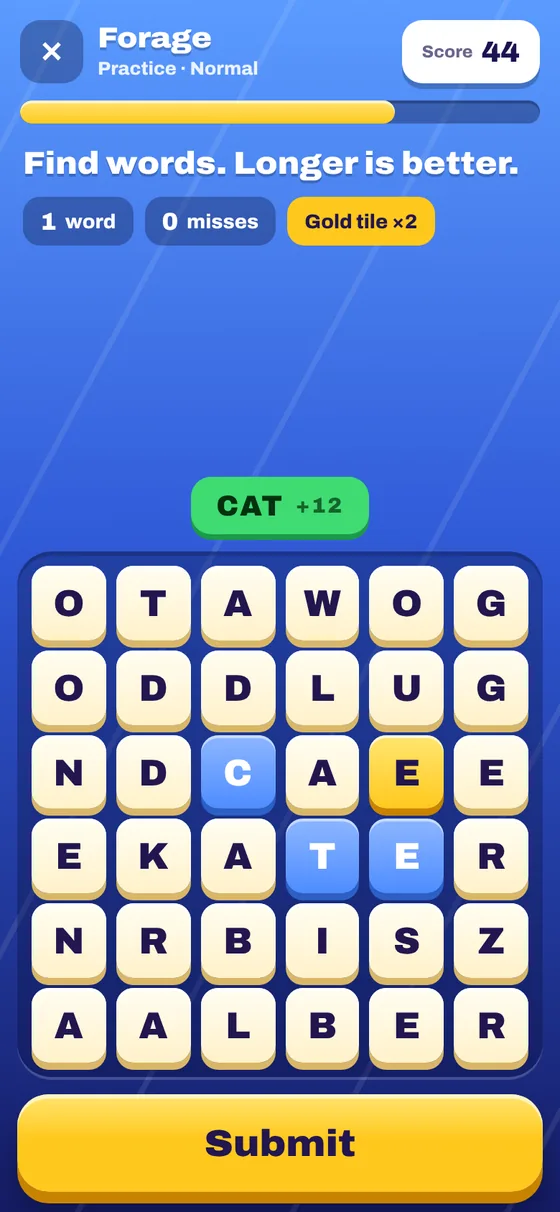 ×
Forage
Practice · Normal
Score 44
Find words. Longer is better.
1 word
0 misses
Gold tile ×2
CAT +12
O T A W O G
O D D L U G
N D C A E E
E K A T E R
N R B I S Z
A A L B E R
Submit